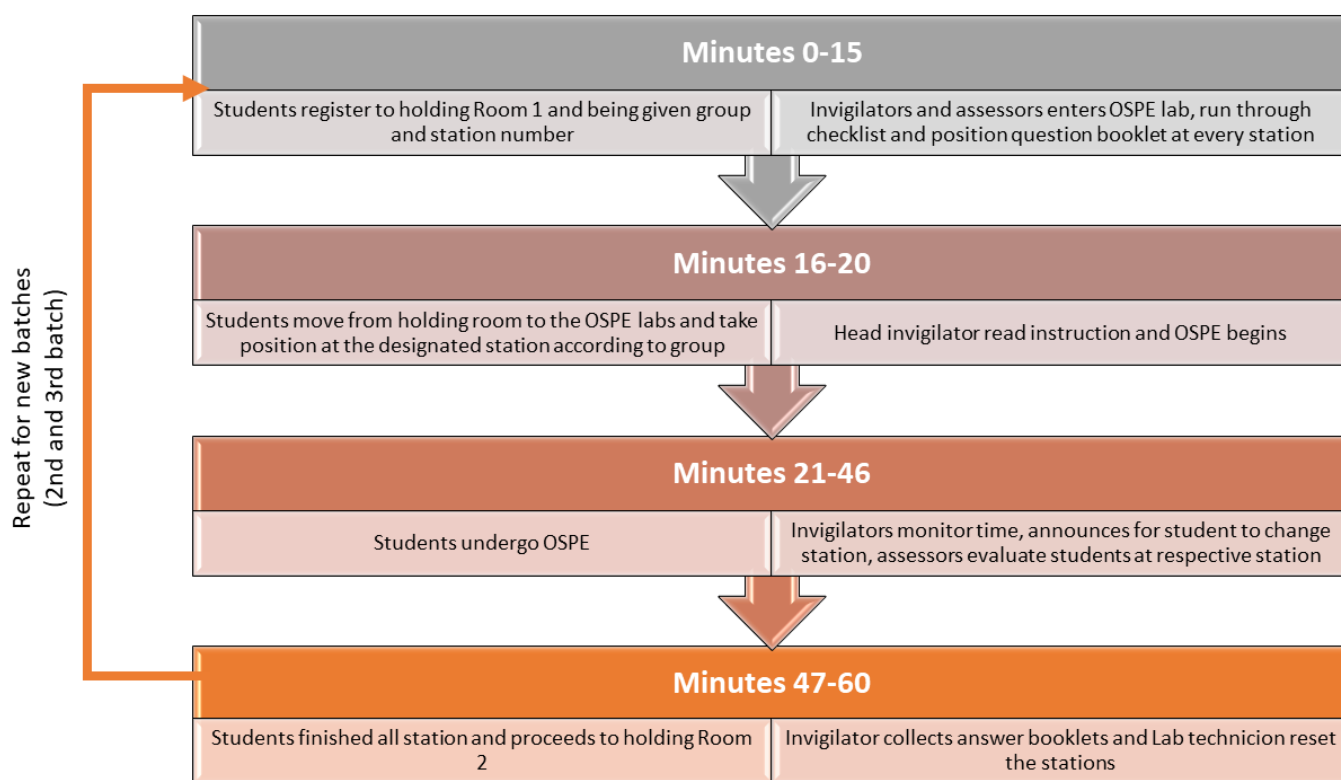 Minutes 0-15
Students register to holding Room 1 and being given group
and station number
Invigilators and assessors enters OSPE lab, run through
checklist and position question booklet at every station
Minutes 16-20
Students move from holding room to the OSPE labs and take
position at the designated station according to group
Head invigilator read instruction and OSPE begins
Minutes 21-46
Students undergo OSPE
Invigilators monitor time, announces for student to change
station, assessors evaluate students at respective station
Minutes 47-60
Students finished all station and proceeds to holding Room
2
Invigilator collects answer booklets and Lab technicion reset
the stations
Repeat for new batches
(2nd and 3rd batch)